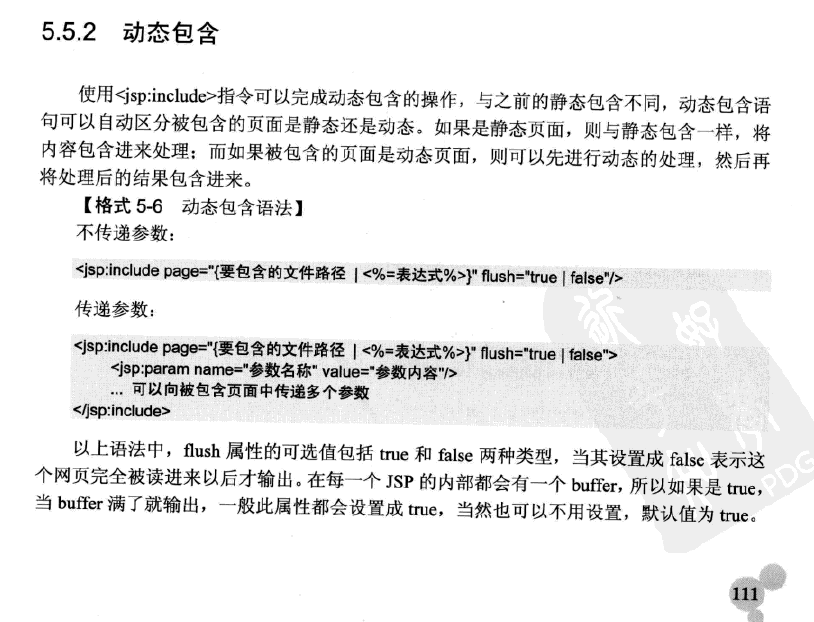 5.5.2 动态包含
使用<jsp:include>指令可以完成动态包含的操作，与之前的静态包含不同，动态包含语
句可以自动区分被包含的页面是静态还是动态。如果是静态页面，则与静态包含一样，将
内容包含进来处理；而如果被包含的页面是动态页面，则可以先进行动态的处理，然后再
将处理后的结果包含进来。
【格式 5-6 动态包含语法】
不传递参数：
<jsp:include page="{要包含的文件路径 | <%=表达式%>}" flush="true | false"/>
传递参数：
<jsp:include page="{要包含的文件路径 | <%=表达式%>}" flush="true | false">
<jsp:param name="参数名称" value="参数内容"/>
... 可以向被包含页面中传递多个参数
</jsp:include>
以上语法中，flush 属性的可选值包括 true 和 false 两种类型，当其设置成 false 表示这
个网页完全被读进来以后才输出。在每一个 JSP 的内部都会有一个 buffer，所以如果是 true，
当 buffer 满了就输出，一般此属性都会设置成 true，当然也可以不用设置，默认值为 true。
PDG
111